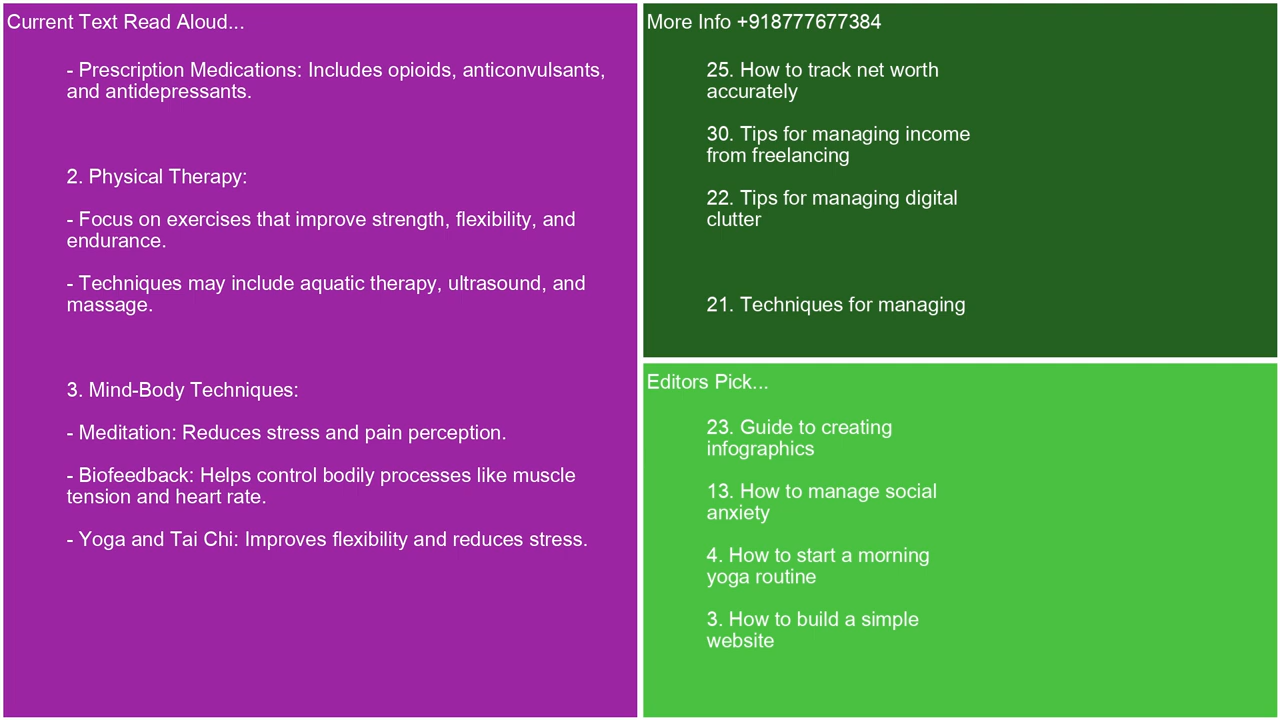 Current Text Read Aloud...
- Prescription Medications: Includes opioids, anticonvulsants,
and antidepressants.
2. Physical Therapy:
- Focus on exercises that improve strength, flexibility, and
endurance.
- Techniques may include aquatic therapy, ultrasound, and
massage.
3. Mind-Body Techniques:
- Meditation: Reduces stress and pain perception.
- Biofeedback: Helps control bodily processes like muscle
tension and heart rate.
- Yoga and Tai Chi: Improves flexibility and reduces stress.
More Info +918777677384
25. How to track net worth
accurately
30. Tips for managing income
from freelancing
22. Tips for managing digital
clutter
21. Techniques for managing
Editors Pick...
23. Guide to creating
infographics
13. How to manage social
anxiety
4. How to start a morning
yoga routine
3. How to build a simple
website